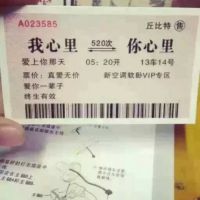 A023585 丘比特 售
我心里 520次 你心里
爱上你那天 05:20开 13车14号
票价:真爱无价 新空调软卧VIP专区
爱你一辈子
终生有效